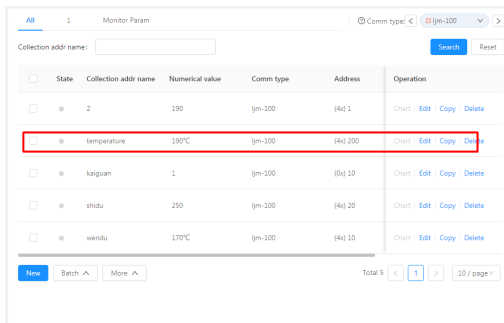 All 1 Monitor Param Comm type: ljm-100
Collection addr name: Search Reset
State Collection addr name Numerical value Comm type Address Operation
2 190 ljm-100 (4x) 1 Chart Edit Copy Delete
temperature 190℃ ljm-100 (4x) 200 Chart Edit Copy Delete
kaiguan 1 ljm-100 (0x) 10 Chart Edit Copy Delete
shidu 250 ljm-100 (4x) 20 Chart Edit Copy Delete
wendu 170℃ ljm-100 (4x) 10 Chart Edit Copy Delete
New Batch More Total 5 1 10 / page